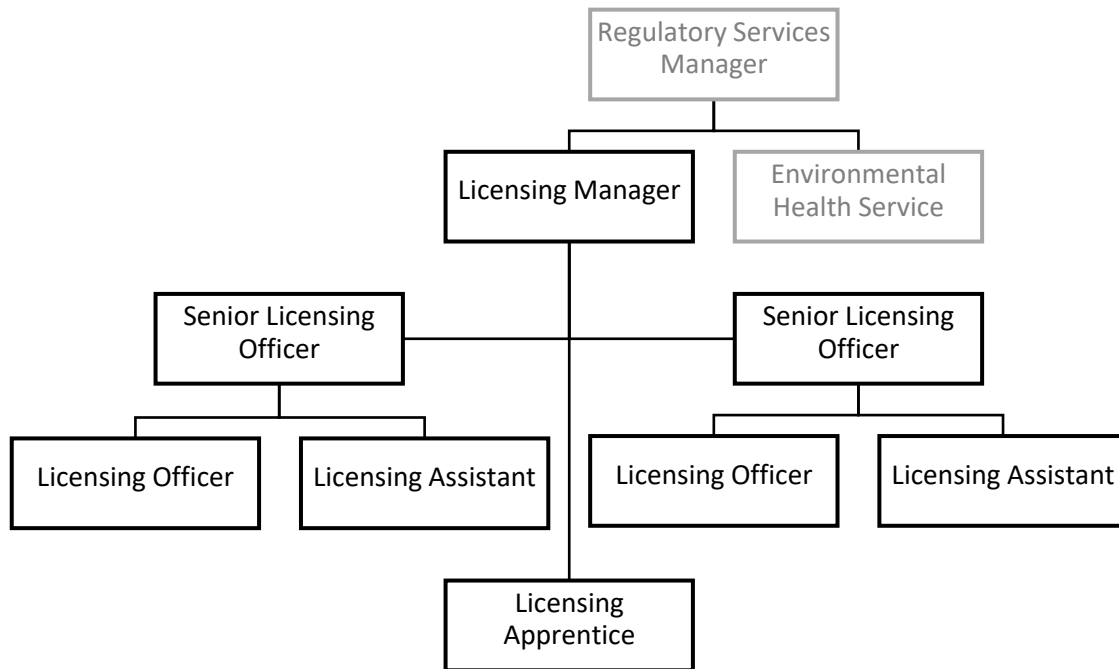 Regulatory Services
Manager
Licensing Manager
Environmental
Health Service
Senior Licensing
Officer
Senior Licensing
Officer
Licensing Officer
Licensing Assistant
Licensing Officer
Licensing Assistant
Licensing
Apprentice